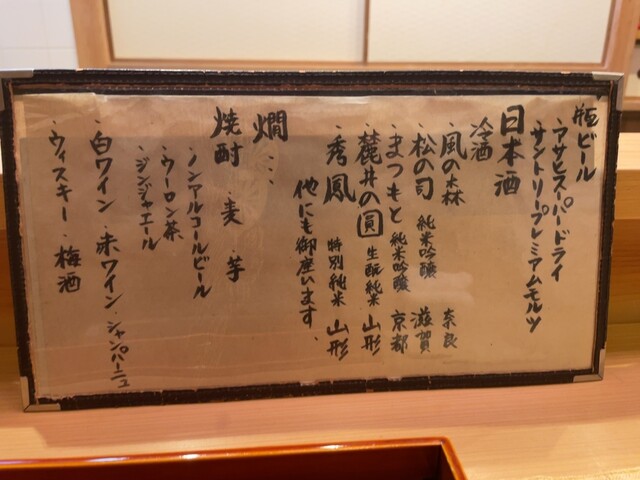 瓶ビール
・アサヒスーパードライ
・サントリープレミアムモルツ
日本酒
冷酒
・風の森 奈良
・松の司 純米吟醸 滋賀
・まつもと 純米吟醸 京都
・麓井の圓 生酛純米 山形
・秀鳳 特別純米 山形
他にも御座います、
燗…
焼酎・麦・芋
・ノンアルコールビール
・ウーロン茶
・ジンジャエール
・白ワイン・赤ワイン・シャンパーニュ
・ウィスキー・梅酒